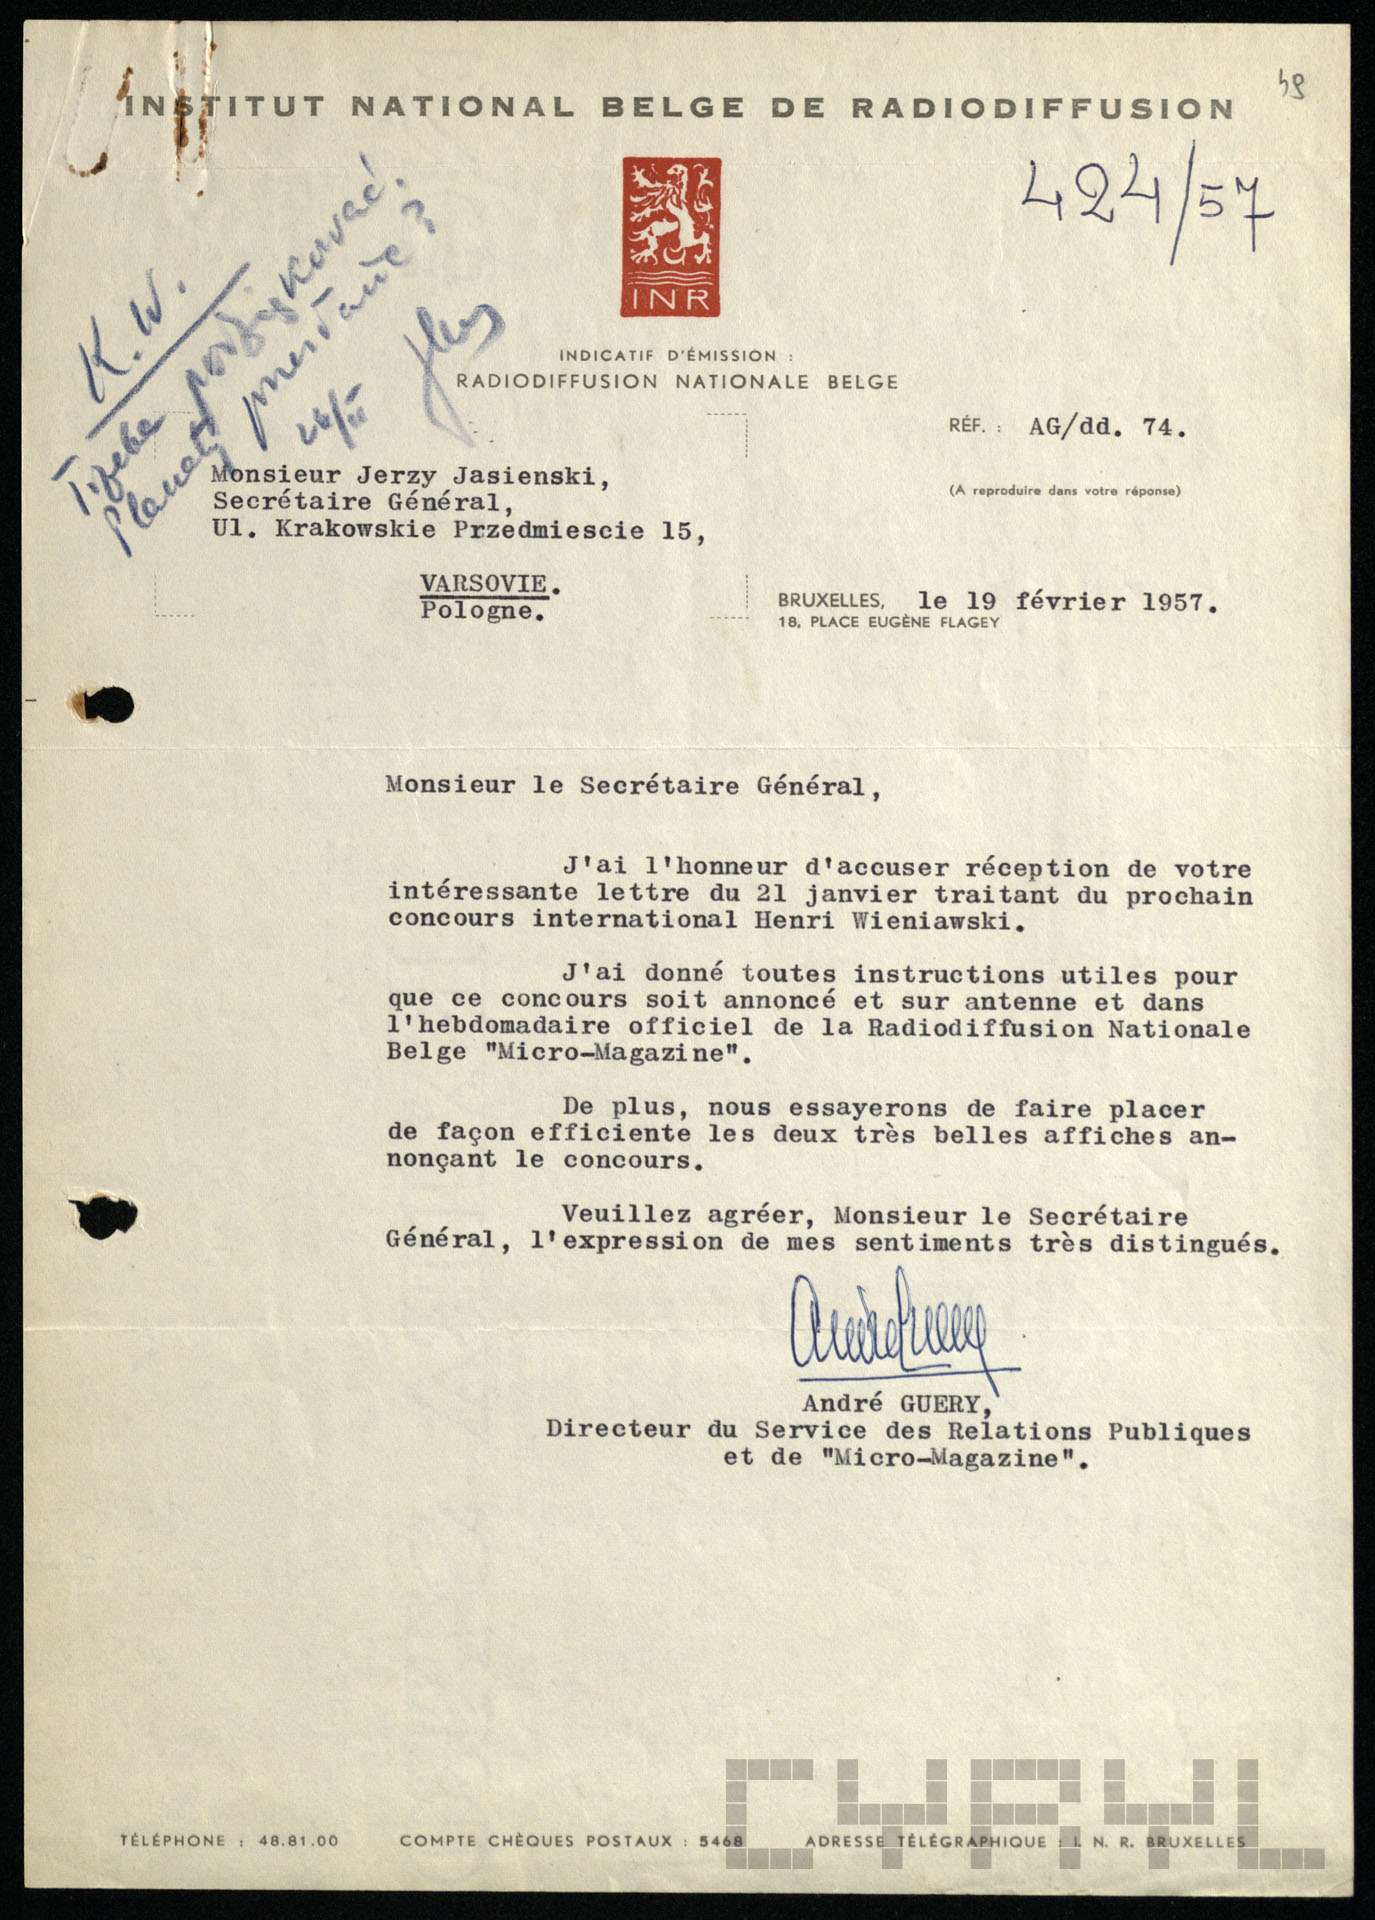 49
INSTITUT NATIONAL BELGE DE RADIODIFFUSION
424/57
INR
K.W.
Trzeba podziękować.
Plakaty
INDICATIF D'ÉMISSION :
RADIODIFFUSION NATIONALE BELGE
RÉF. : AG/dd. 74.
(A reproduire dans votre réponse)
Monsieur Jerzy Jasienski,
Secrétaire Général,
Ul. Krakowskie Przedmiescie 15,
VARSOVIE.
Pologne.
BRUXELLES, le 19 février 1957.
18, PLACE EUGÈNE FLAGEY
Monsieur le Secrétaire Général,
J'ai l'honneur d'accuser réception de votre
intéressante lettre du 21 janvier traitant du prochain
concours international Henri Wieniawski.
J'ai donné toutes instructions utiles pour
que ce concours soit annoncé et sur antenne et dans
l'hebdomadaire officiel de la Radiodiffusion Nationale
Belge "Micro-Magazine".
De plus, nous essayerons de faire placer
de façon efficiente les deux très belles affiches an-
nonçant le concours.
Veuillez agréer, Monsieur le Secrétaire
Général, l'expression de mes sentiments très distingués.
André GUERY,
Directeur du Service des Relations Publiques
et de "Micro-Magazine".
CYRYL
TÉLÉPHONE : 48.81.00 COMPTE CHÈQUES POSTAUX : 5468 ADRESSE TÉLÉGRAPHIQUE : I. N. R. BRUXELLES